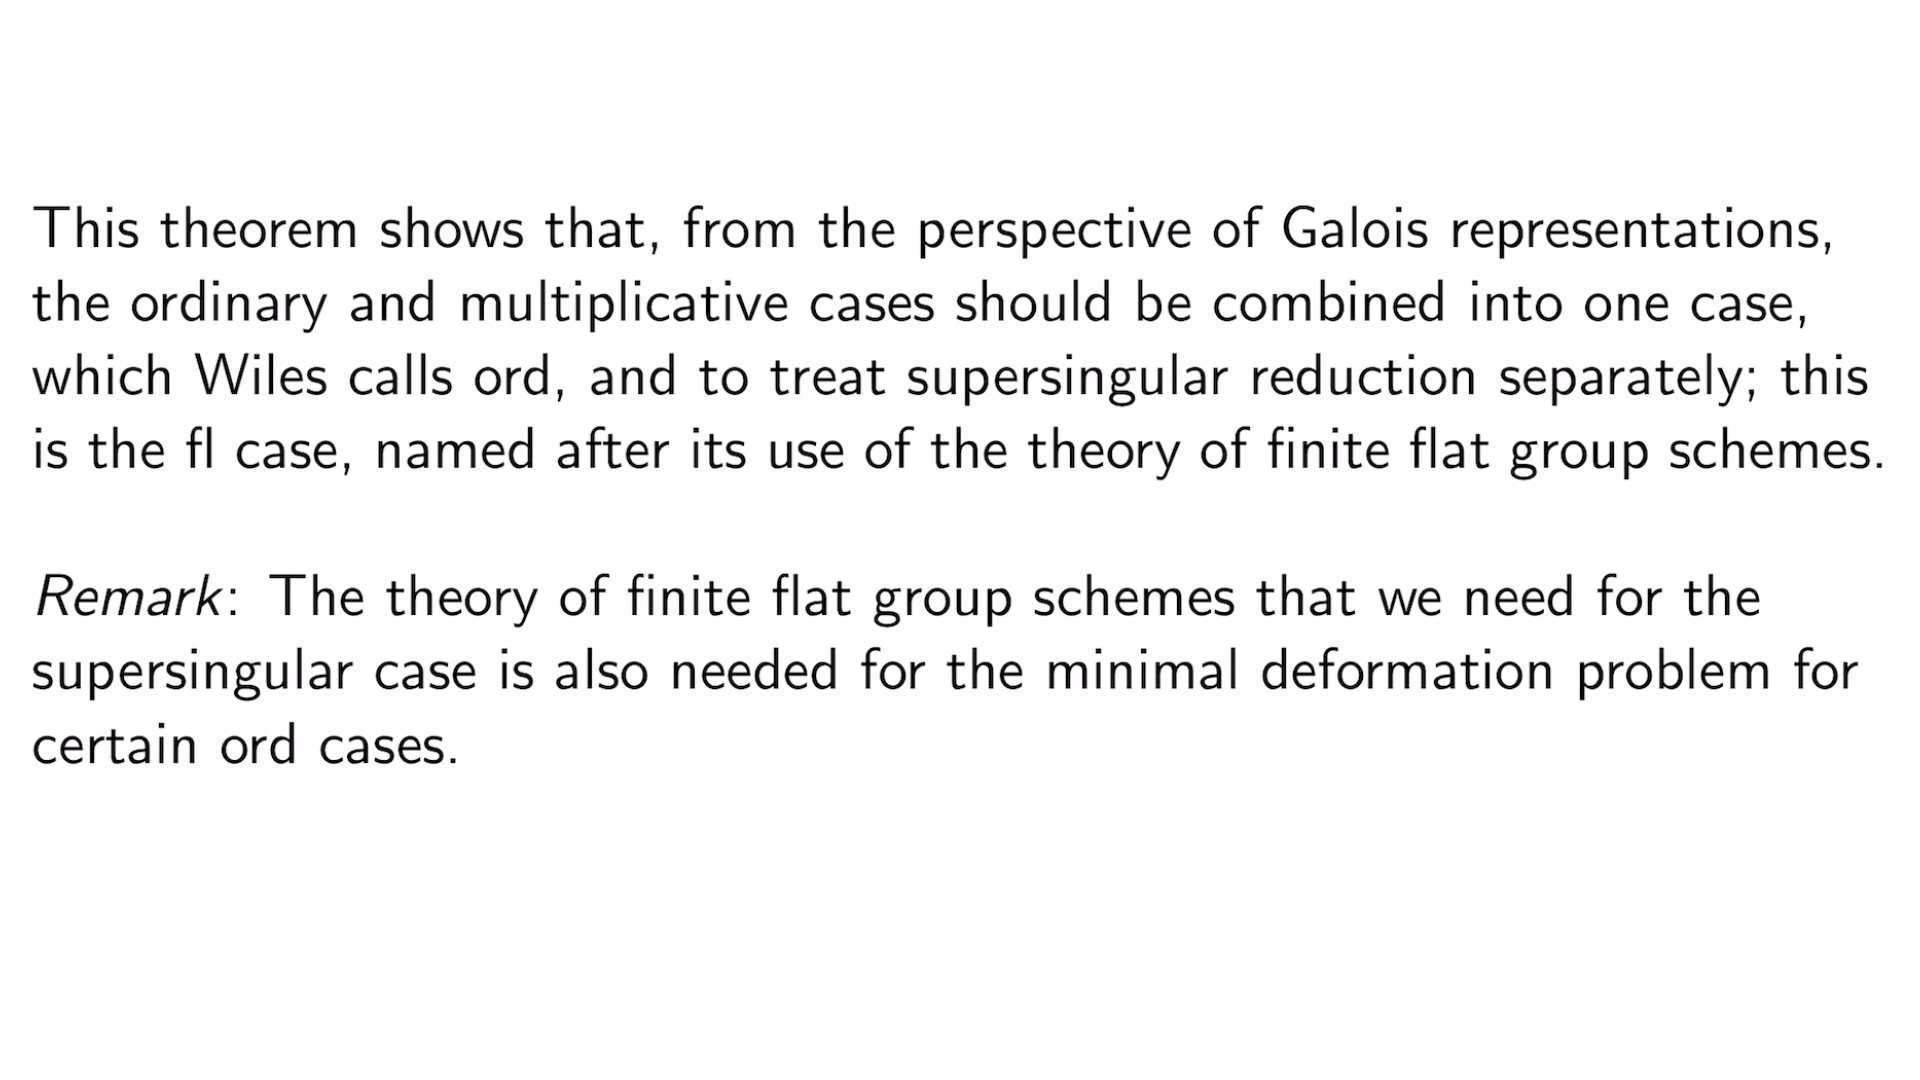 This theorem shows that, from the perspective of Galois representations,
the ordinary and multiplicative cases should be combined into one case,
which Wiles calls ord, and to treat supersingular reduction separately; this
is the fl case, named after its use of the theory of finite flat group schemes.
Remark: The theory of finite flat group schemes that we need for the
supersingular case is also needed for the minimal deformation problem for
certain ord cases.